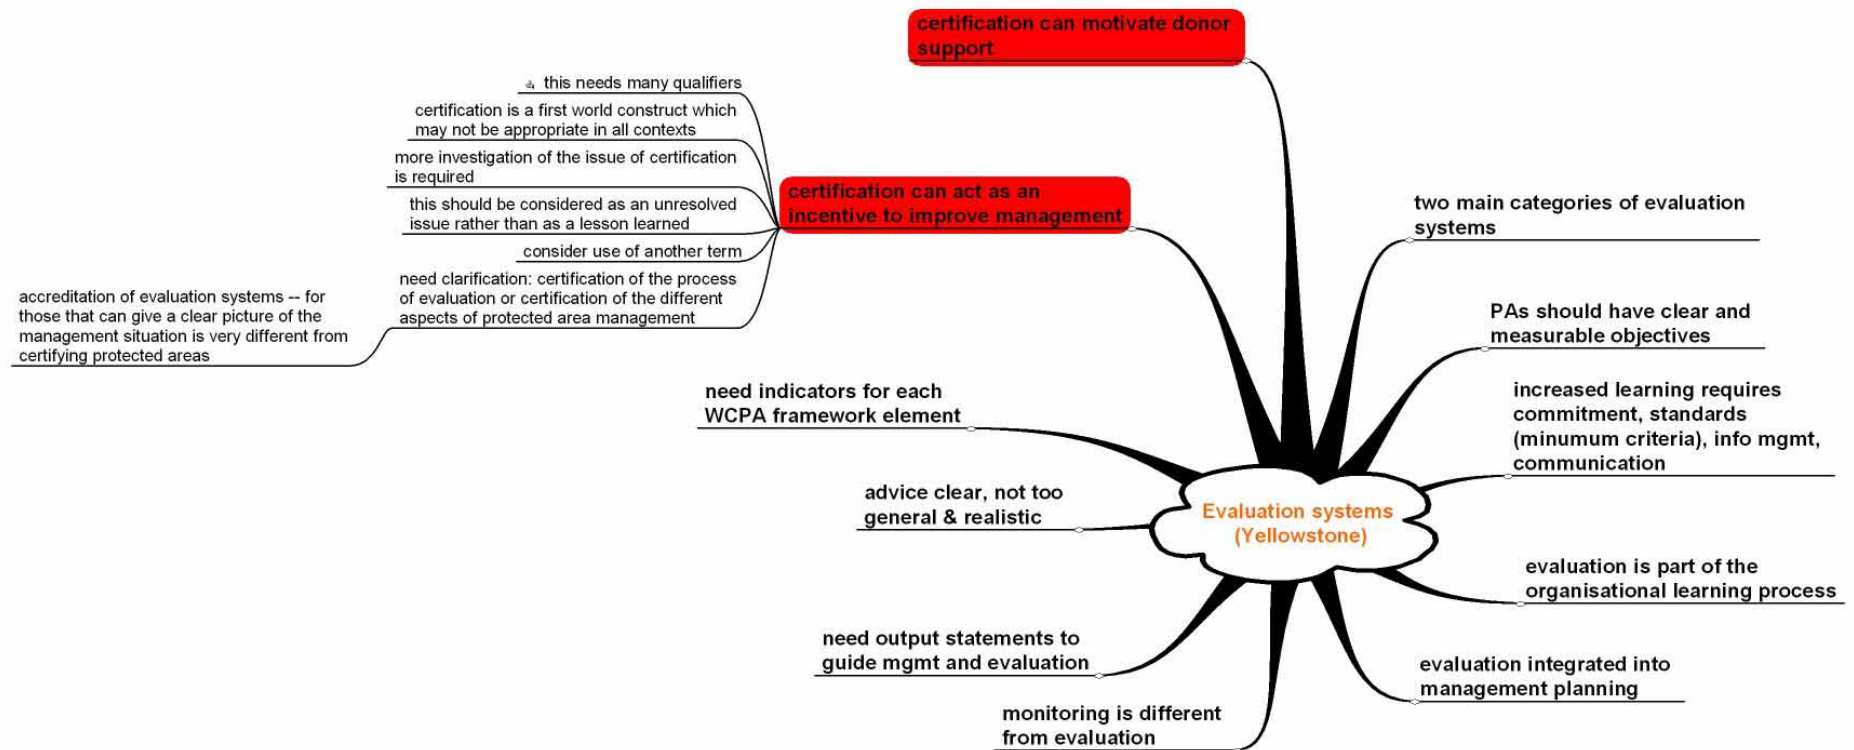 certification can motivate donor
support
this needs many qualifiers
certification is a first world construct which
may not be appropriate in all contexts
more investigation of the issue of certification
is required
this should be considered as an unresolved
issue rather than as a lesson learned
consider use of another term
need clarification: certification of the process
of evaluation or certification of the different
aspects of protected area management
accreditation of evaluation systems -- for
those that can give a clear picture of the
management situation is very different from
certifying protected areas
certification can act as an
incentive to improve management
need indicators for each
WCPA framework element
advice clear, not too
general & realistic
need output statements to
guide mgmt and evaluation
monitoring is different
from evaluation
Evaluation systems
(Yellowstone)
two main categories of evaluation
systems
PAs should have clear and
measurable objectives
increased learning requires
commitment, standards
(minumum criteria), info mgmt,
communication
evaluation is part of the
organisational learning process
evaluation integrated into
management planning